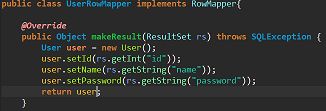 public class UserRowMapper implements RowMapper{
@Override
public Object makeResult(ResultSet rs) throws SQLException {
User user = new User();
user.setId(rs.getInt("id"));
user.setName(rs.getString("name"));
user.setPassword(rs.getString("password"));
return user;
}